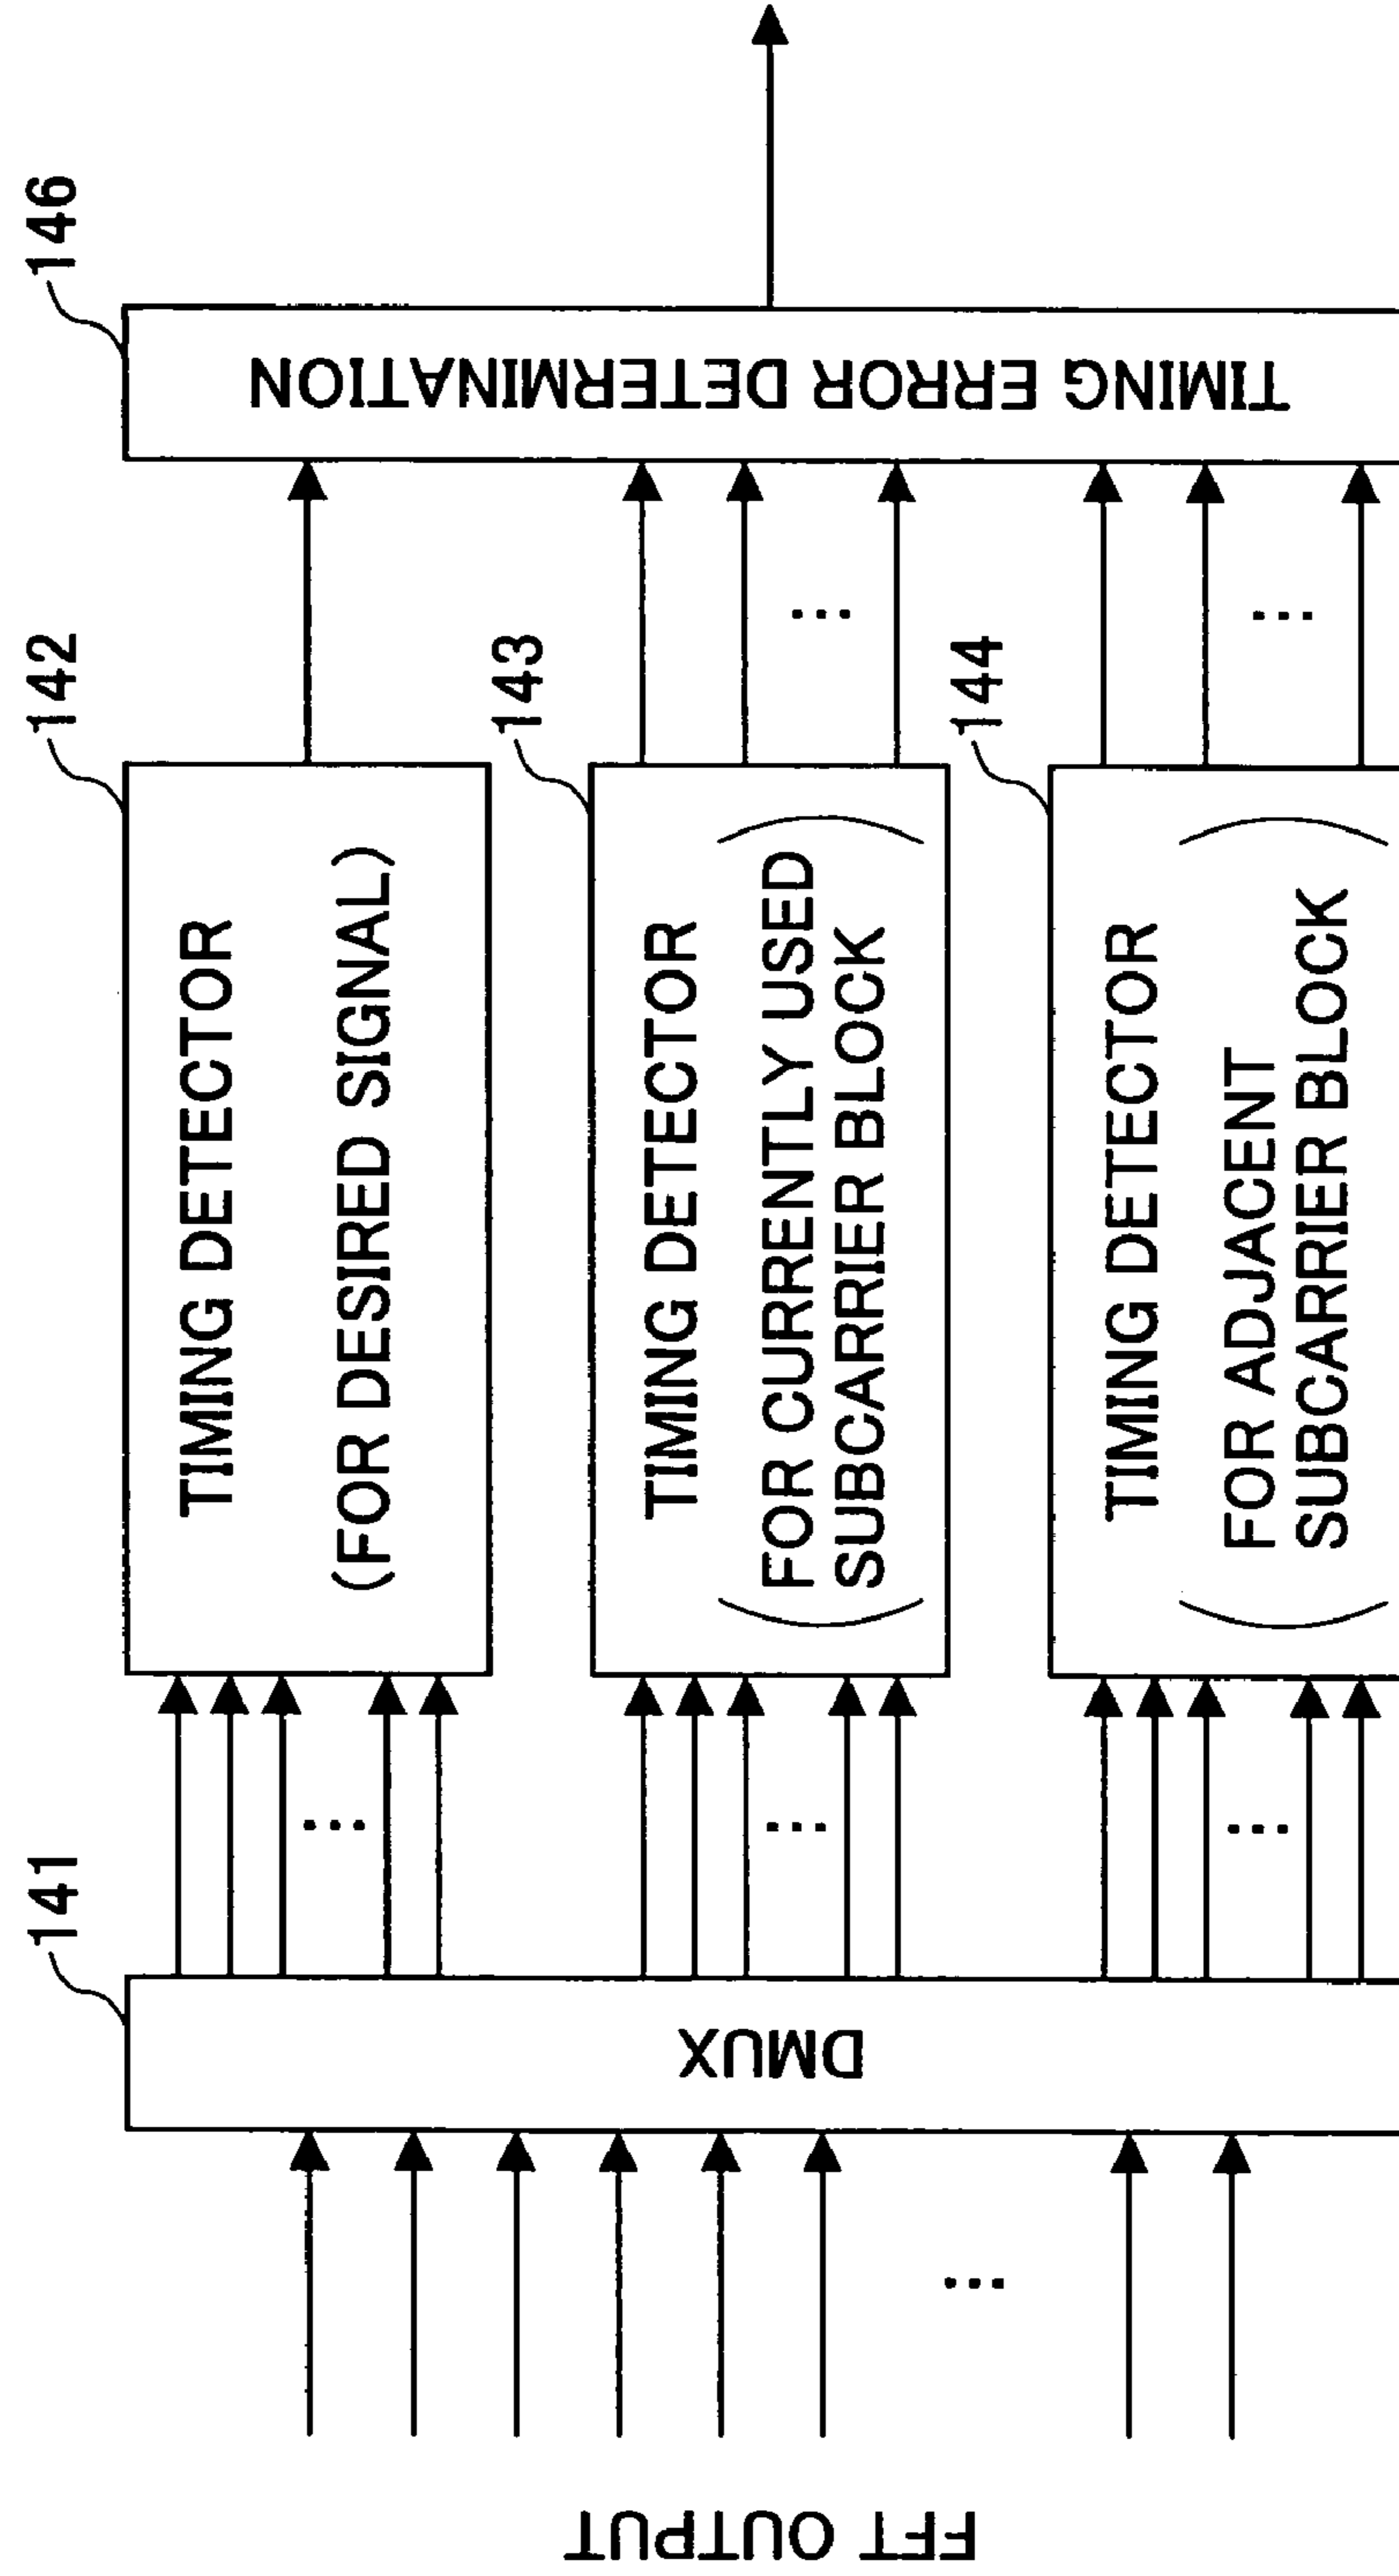 FFT OUTPUT
141
DMUX
142
TIMING DETECTOR
(FOR DESIRED SIGNAL)
143
TIMING DETECTOR
(FOR CURRENTLY USED
SUBCARRIER BLOCK)
144
TIMING DETECTOR
(FOR ADJACENT
SUBCARRIER BLOCK)
146
TIMING ERROR DETERMINATION